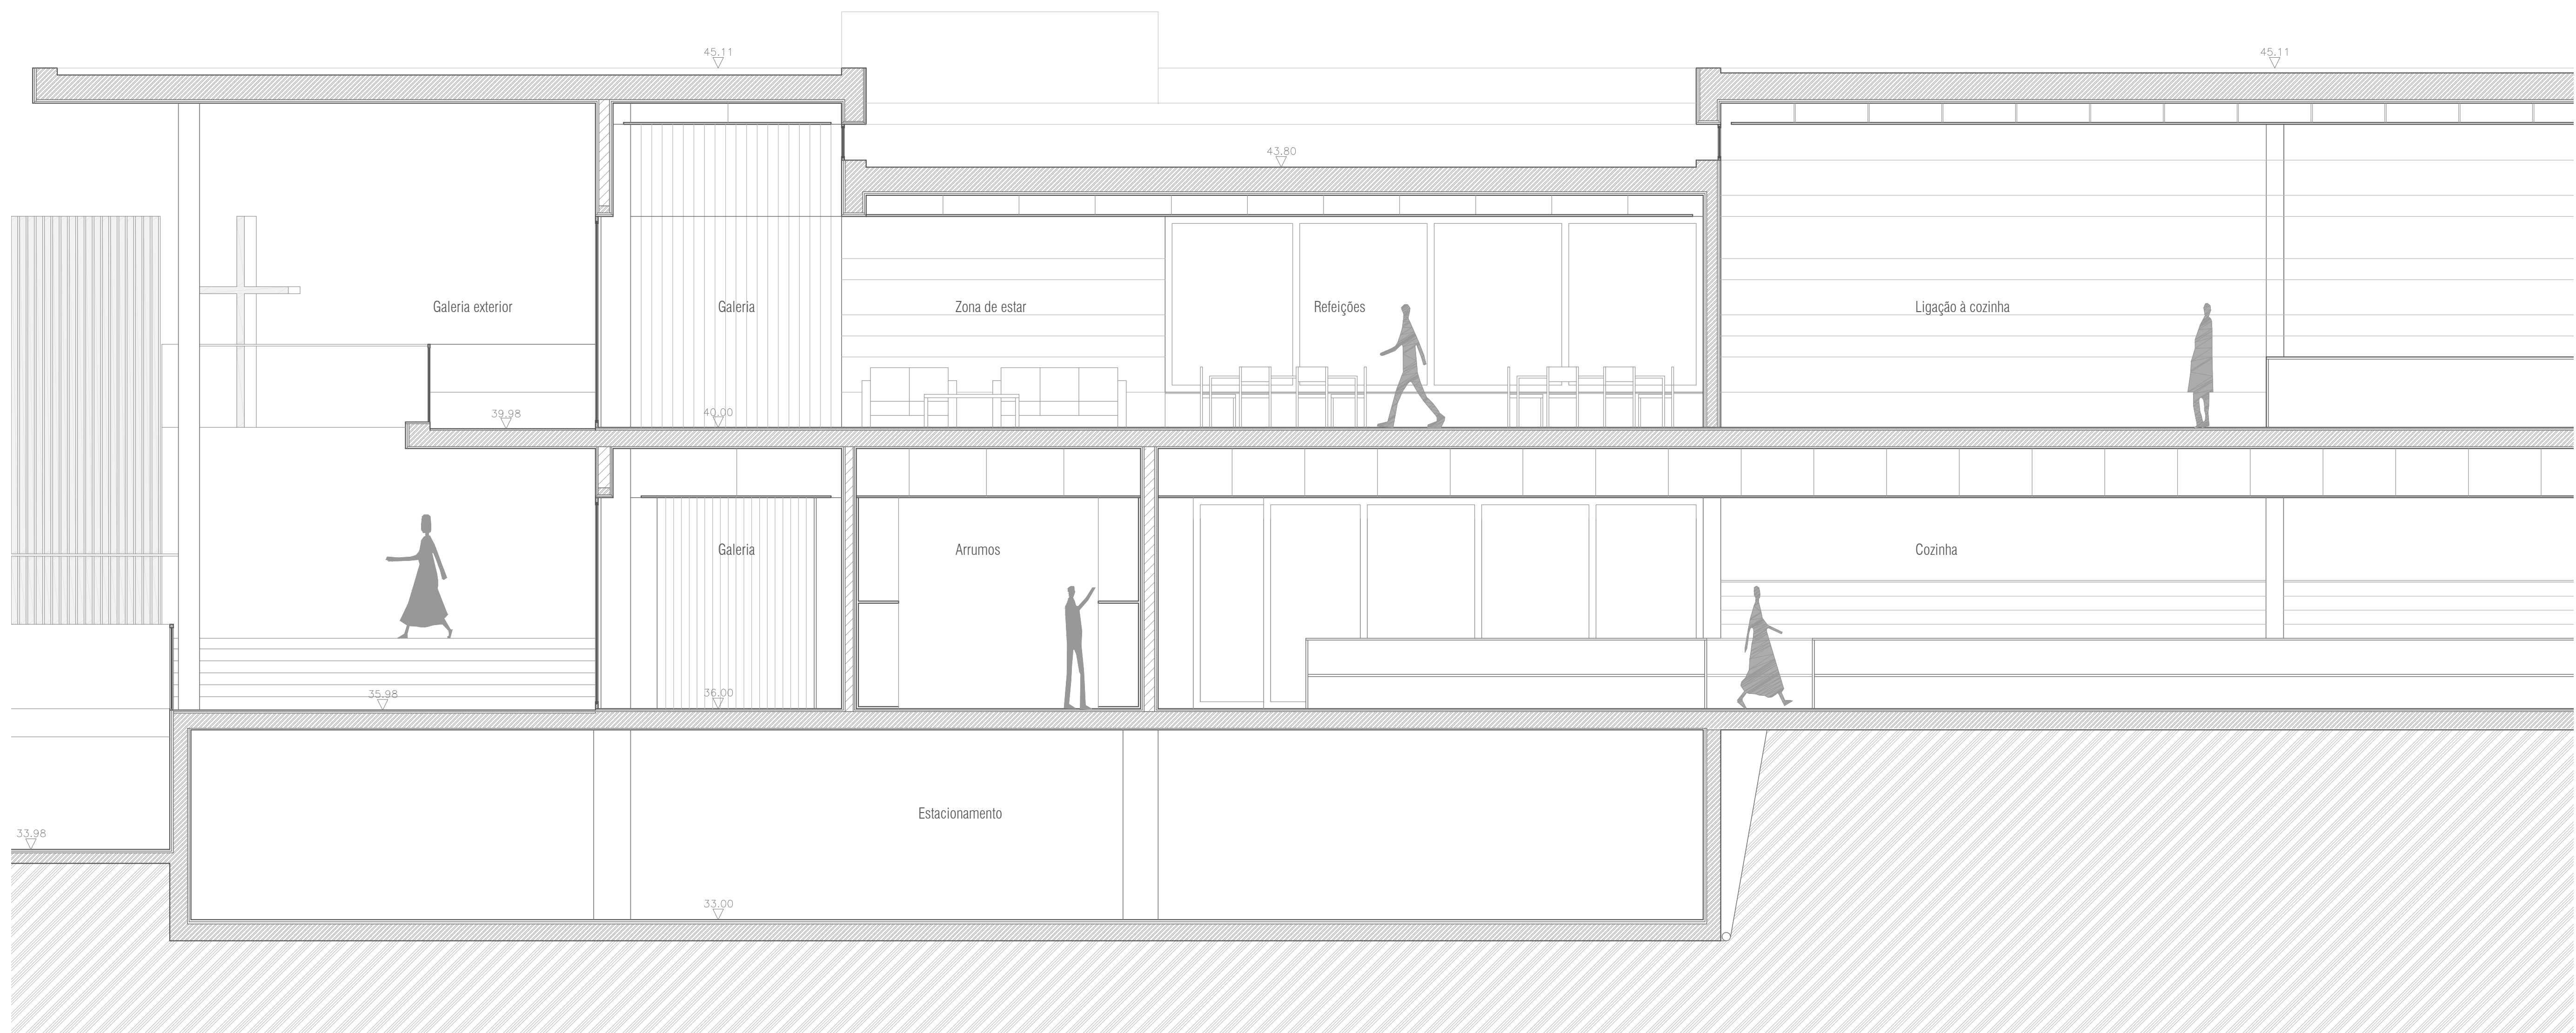 45.11
45.11
43.80
Galeria exterior
Galeria
Zona de estar
Refeições
Ligação à cozinha
39.98
40.00
Galeria
Arrumos
Cozinha
35.98
36.00
Estacionamento
33.98
33.00